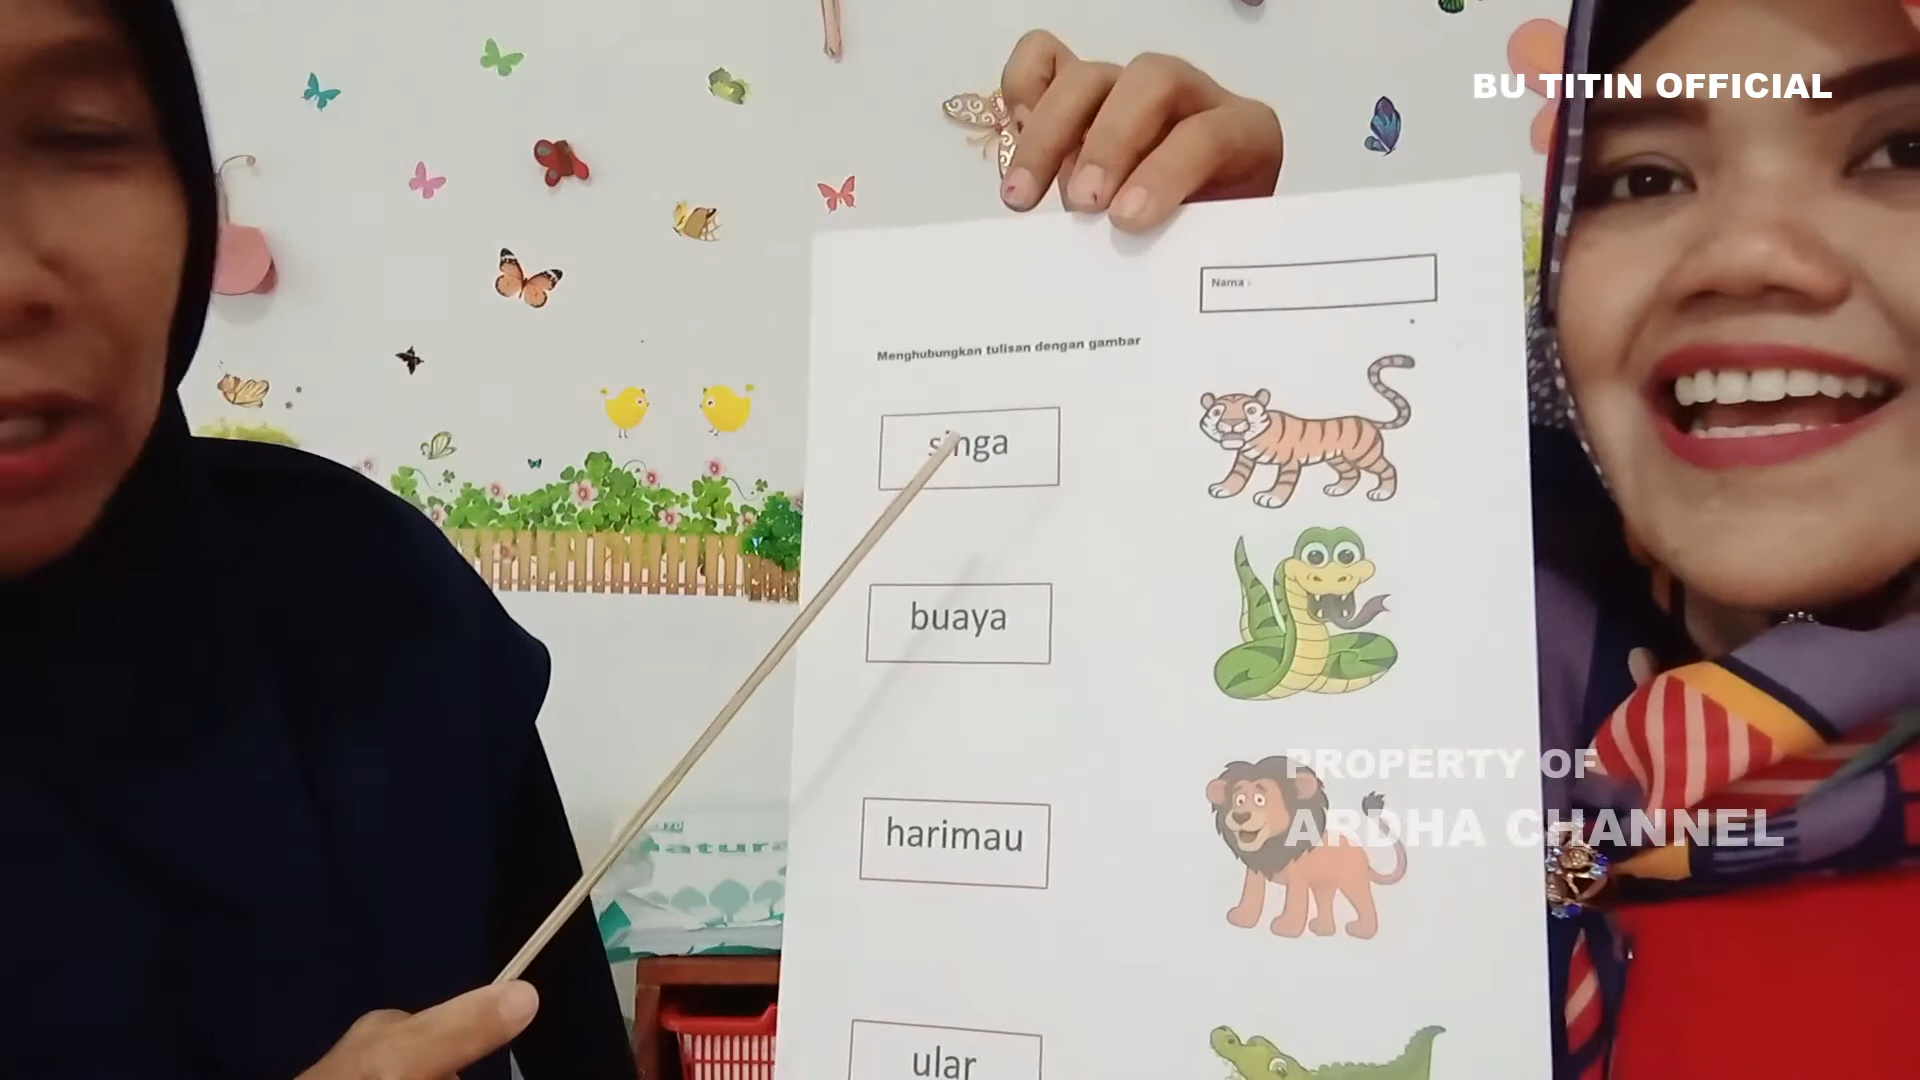 BU TITIN OFFICIAL
Nama :
Menghubungkan tulisan dengan gambar
singa
buaya
harimau
ular
PROPERTY OF
ARDHA CHANNEL